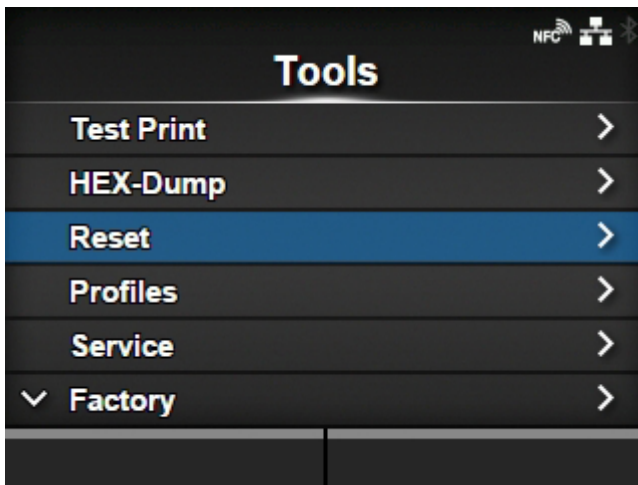 NFC
Tools
Test Print
HEX-Dump
Reset
Profiles
Service
Factory